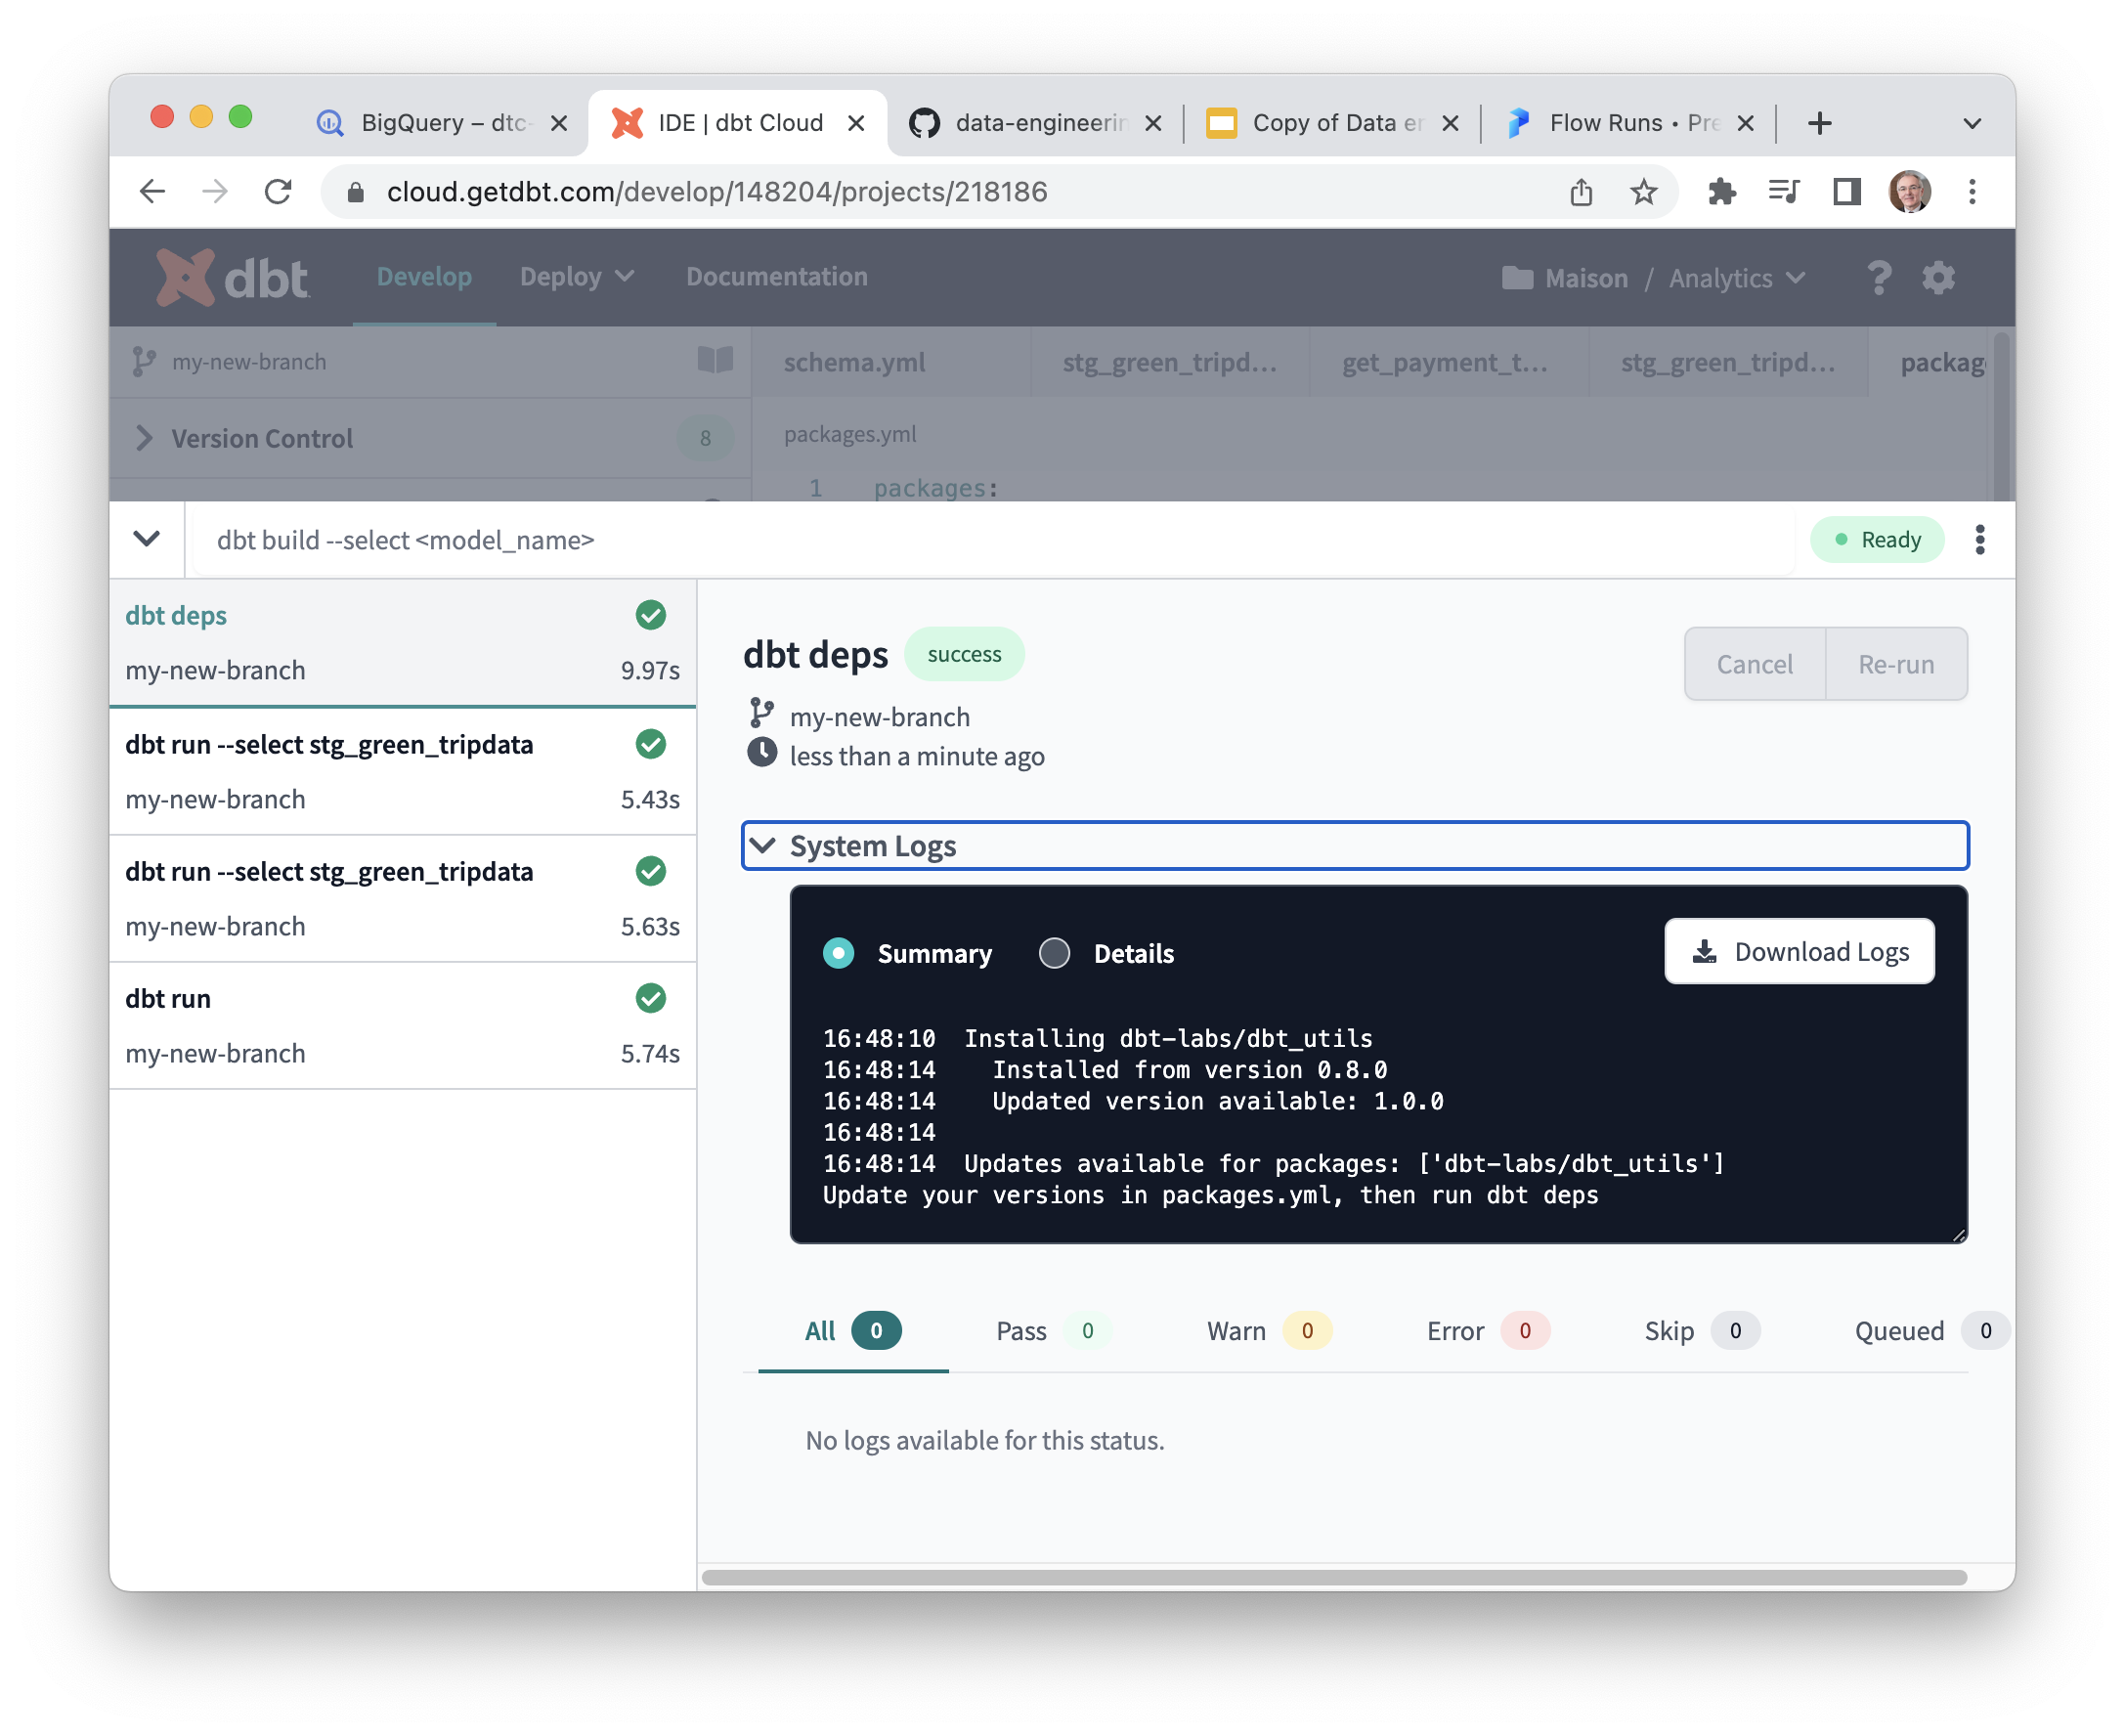 BigQuery – dtc-
IDE | dbt Cloud
data-engineerin
Copy of Data en
Flow Runs • Pre
cloud.getdbt.com/develop/148204/projects/218186
dbt
Develop
Deploy
Documentation
Maison / Analytics
?
my-new-branch
schema.yml
stg_green_tripd...
get_payment_t...
stg_green_tripd...
packag
Version Control
8
packages.yml
1 packages:
dbt build --select <model_name>
Ready
dbt deps
my-new-branch
9.97s
dbt run --select stg_green_tripdata
my-new-branch
5.43s
dbt run --select stg_green_tripdata
my-new-branch
5.63s
dbt run
my-new-branch
5.74s
dbt deps
success
Cancel
Re-run
my-new-branch
less than a minute ago
System Logs
Summary
Details
Download Logs
16:48:10 Installing dbt-labs/dbt_utils
16:48:14 Installed from version 0.8.0
16:48:14 Updated version available: 1.0.0
16:48:14
16:48:14 Updates available for packages: ['dbt-labs/dbt_utils']
Update your versions in packages.yml, then run dbt deps
All 0
Pass 0
Warn 0
Error 0
Skip 0
Queued 0
No logs available for this status.